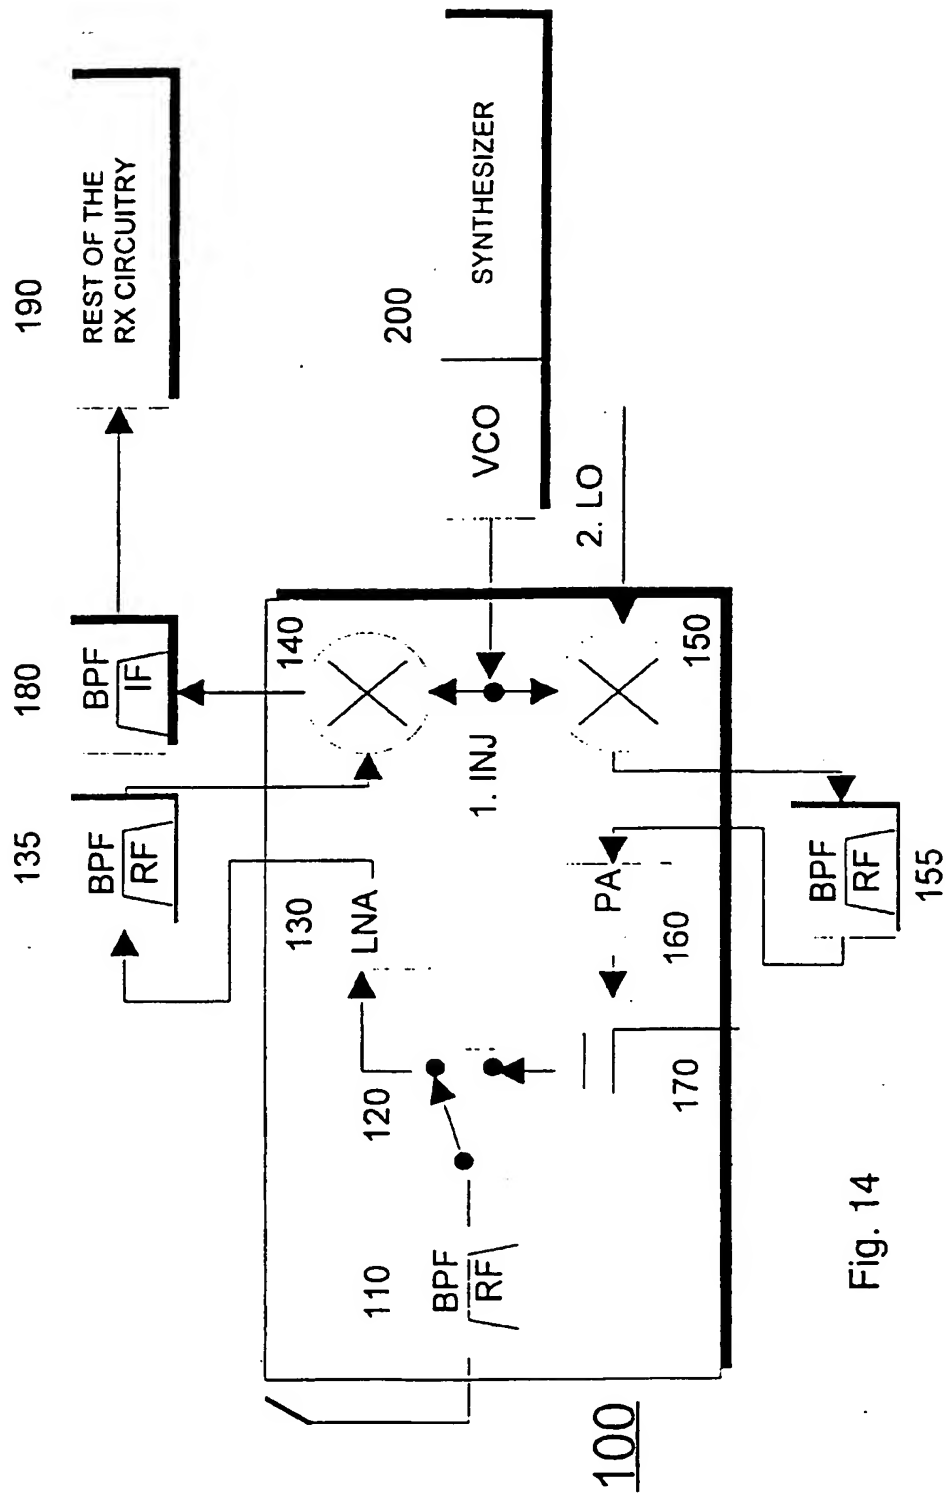 190
REST OF THE
RX CIRCUITRY
200
VCO
SYNTHESIZER
180
BPF
IF
135
BPF
RF
140
2. LO
1. INJ
150
130
LNA
PA
160
120
170
110
BPF
RF
BPF
RF
155
100
Fig. 14